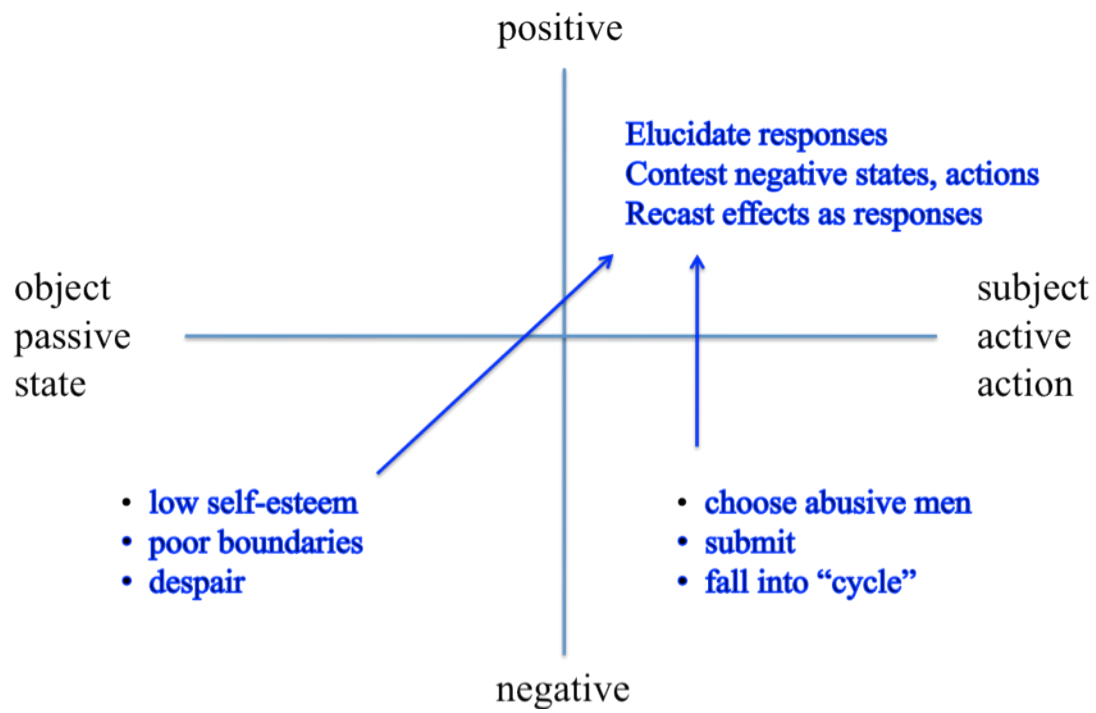 positive
Elucidate responses
Contest negative states, actions
Recast effects as responses
object
passive
state
subject
active
action
• low self-esteem
• poor boundaries
• despair
• choose abusive men
• submit
• fall into “cycle”
negative